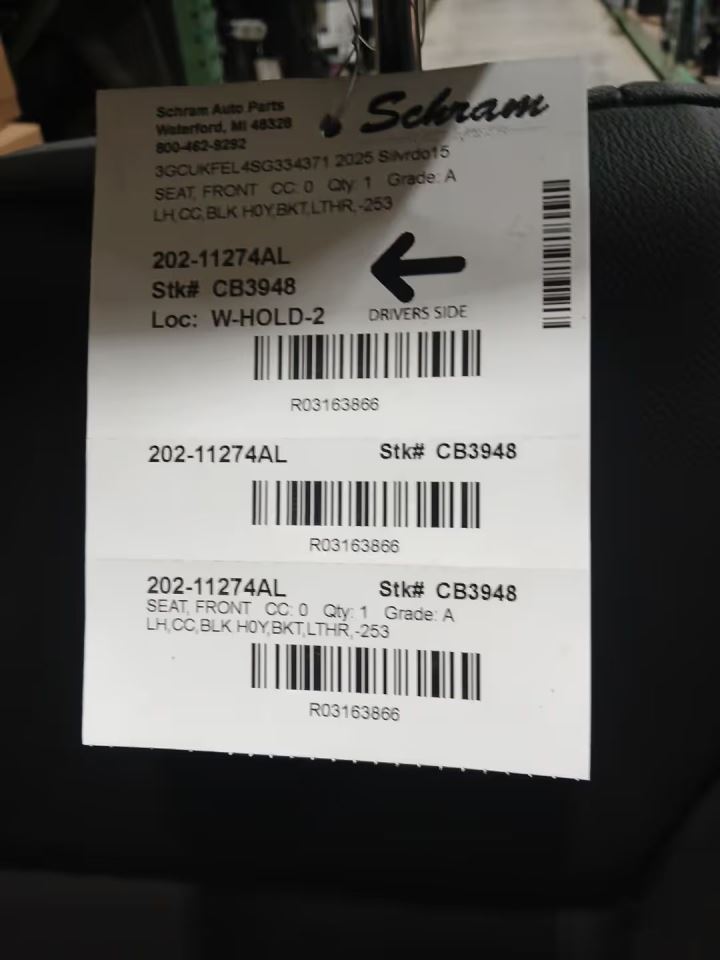 Schram Auto Parts
Waterford, MI 48328
800-462-9292
Schram
3GCUKFEL4SG334371 2025 Silvrdo15
SEAT, FRONT CC: 0 Qty: 1 Grade: A
LH,CC,BLK H0Y,BKT,LTHR,-253
202-11274AL
Stk# CB3948
Loc: W-HOLD-2
DRIVERS SIDE
R03163866
202-11274AL Stk# CB3948
R03163866
202-11274AL Stk# CB3948
SEAT, FRONT CC: 0 Qty: 1 Grade: A
LH,CC,BLK H0Y,BKT,LTHR,-253
R03163866